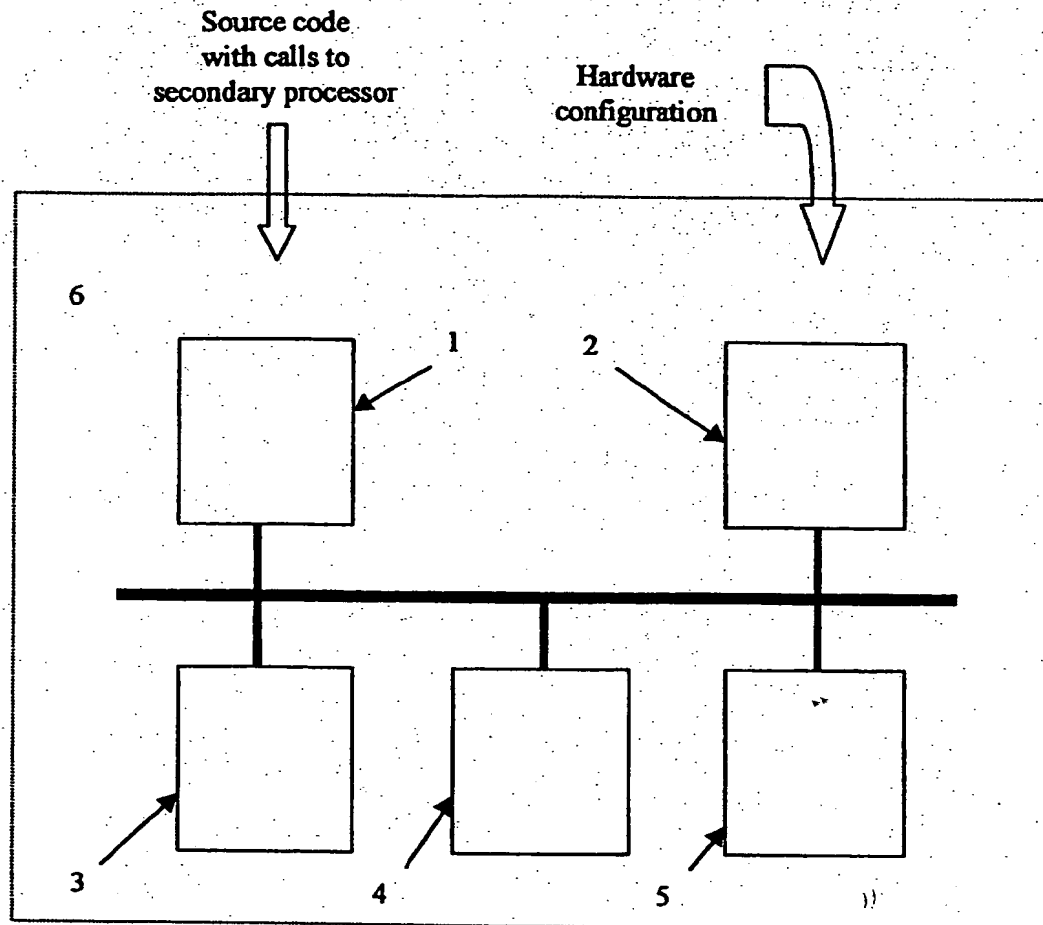 Source code
with calls to
secondary processor
Hardware
configuration
6
1
2
3
4
5